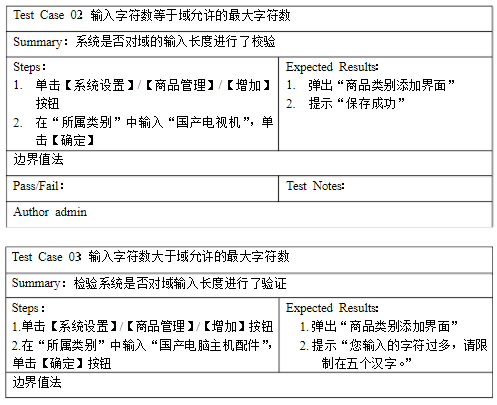 Test Case 02: 输入字符数等于域允许的最大字符数
Summary: 系统是否对域的输入长度进行了校验
Steps:
1. 单击【系统设置】/【商品管理】/【增加】
按钮
2. 在“所属类别”中输入“国产电视机”，单
击【确定】
Expected Results:
1. 弹出“商品类别添加界面”
2. 提示“保存成功”
边界值法
Pass/Fail:
Test Notes:
Author admin
Test Case 03: 输入字符数大于域允许的最大字符数
Summary: 检验系统是否对域输入长度进行了验证
Steps:
1.单击【系统设置】/【商品管理】/【增加】按钮
2.在“所属类别”中输入“国产电脑主机配件”，
单击【确定】按钮
Expected Results:
1.弹出“商品类别添加界面”
2.提示“您输入的字符过多，请限
制在五个汉字。”
边界值法